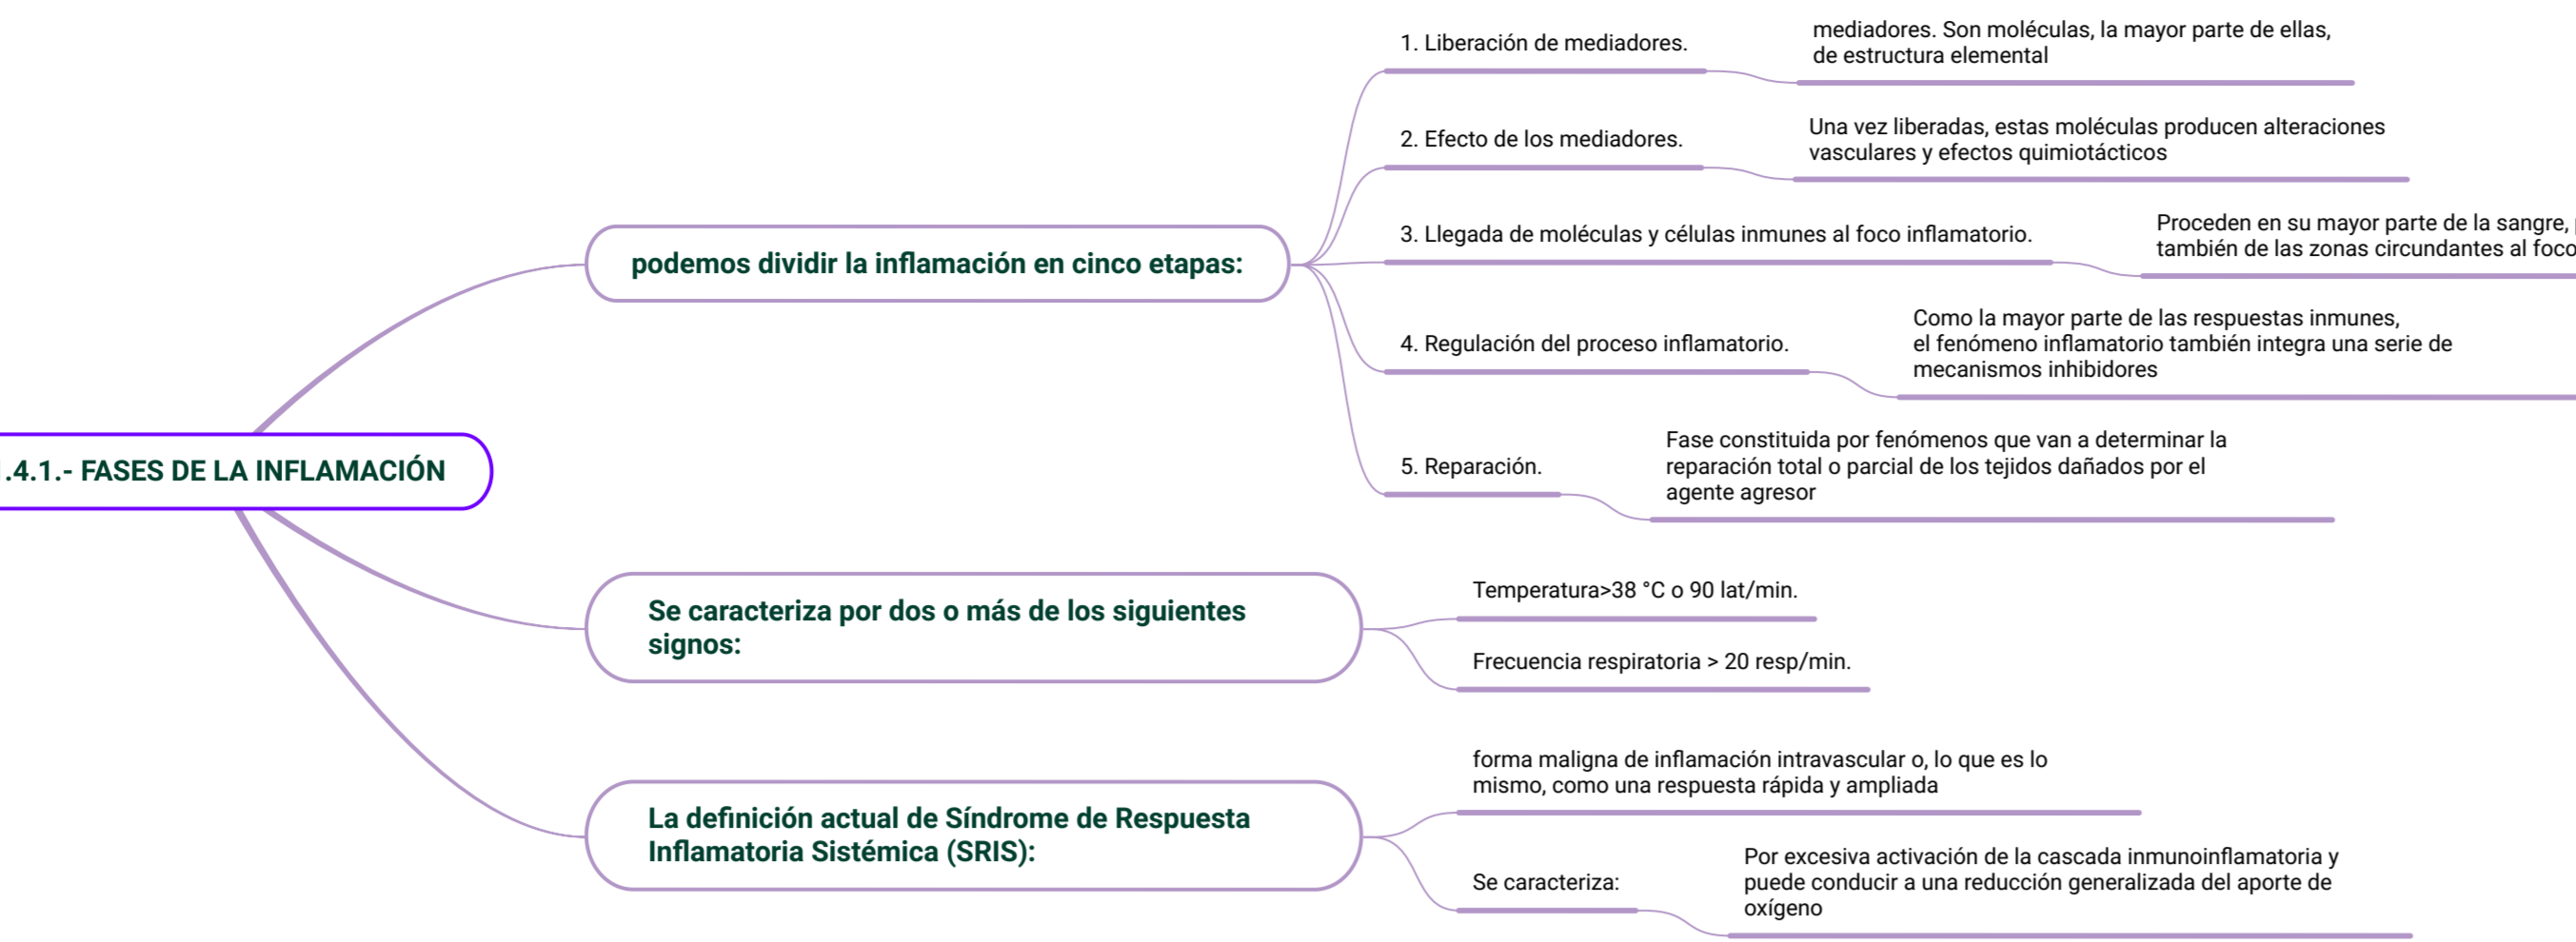 .4.1.- FASES DE LA INFLAMACIÓN
podemos dividir la inflamación en cinco etapas:
1. Liberación de mediadores.
mediadores. Son moléculas, la mayor parte de ellas,
de estructura elemental
2. Efecto de los mediadores.
Una vez liberadas, estas moléculas producen alteraciones
vasculares y efectos quimiotácticos
3. Llegada de moléculas y células inmunes al foco inflamatorio.
Proceden en su mayor parte de la sangre,
también de las zonas circundantes al foco
4. Regulación del proceso inflamatorio.
Como la mayor parte de las respuestas inmunes,
el fenómeno inflamatorio también integra una serie de
mecanismos inhibidores
5. Reparación.
Fase constituida por fenómenos que van a determinar la
reparación total o parcial de los tejidos dañados por el
agente agresor
Se caracteriza por dos o más de los siguientes
signos:
Temperatura>38 °C o 90 lat/min.
Frecuencia respiratoria > 20 resp/min.
La definición actual de Síndrome de Respuesta
Inflamatoria Sistémica (SRIS):
forma maligna de inflamación intravascular o, lo que es lo
mismo, como una respuesta rápida y ampliada
Se caracteriza:
Por excesiva activación de la cascada inmunoinflamatoria y
puede conducir a una reducción generalizada del aporte de
oxígeno